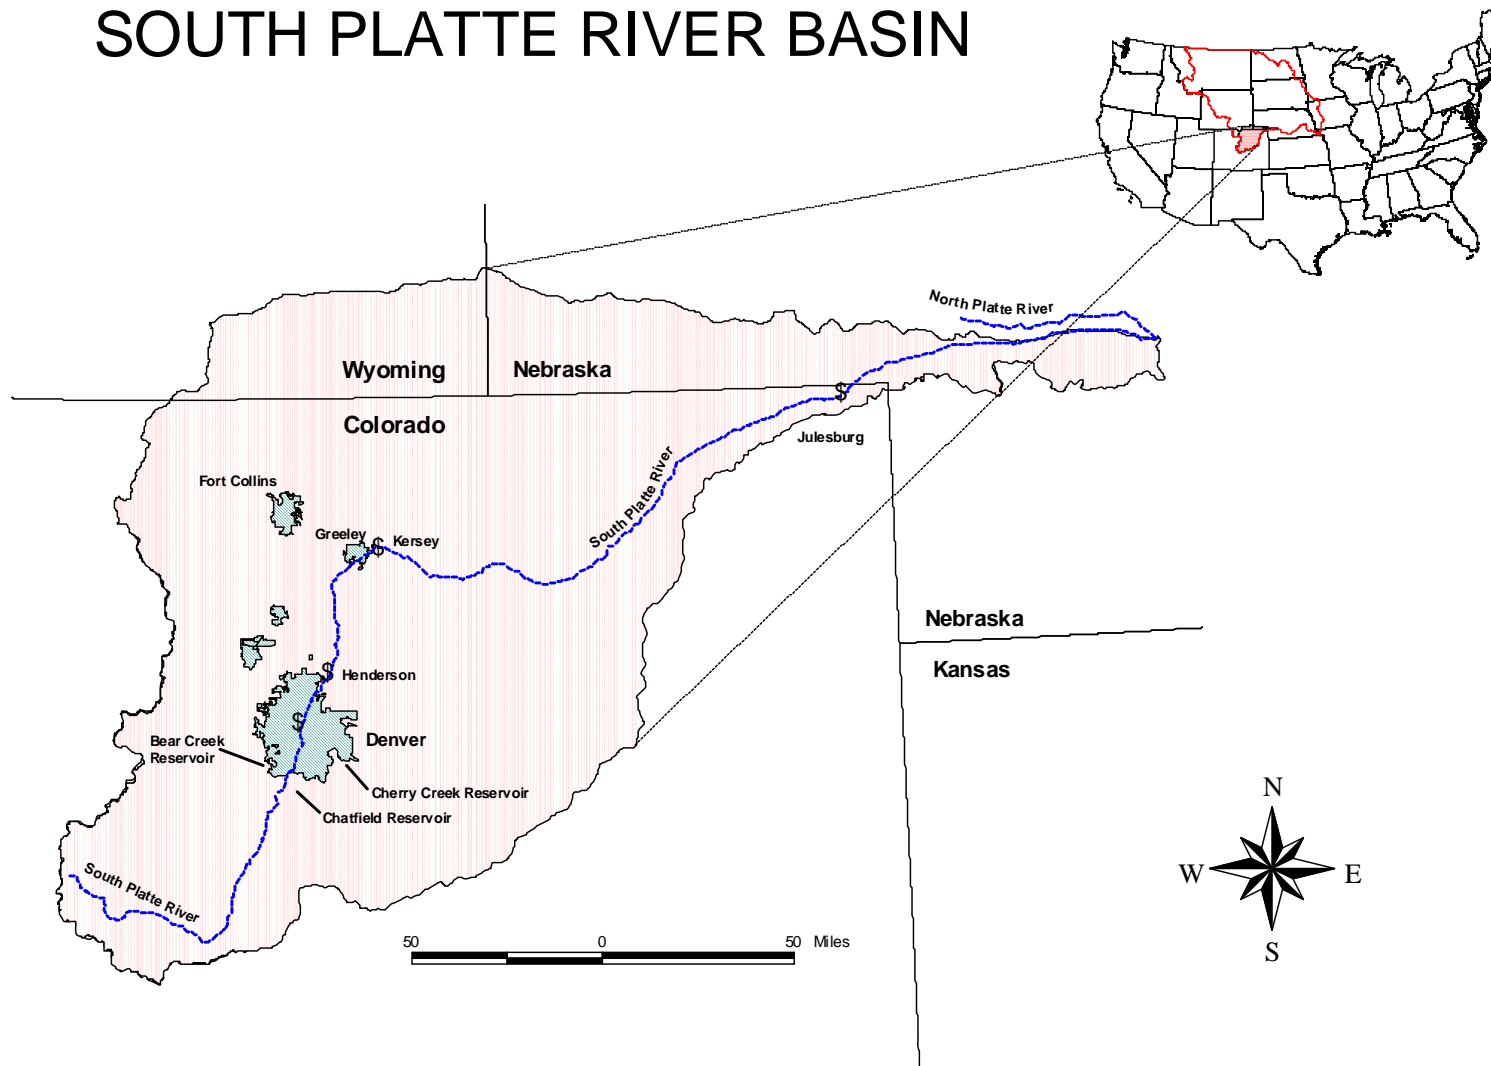 SOUTH PLATTE RIVER BASIN
North Platte River
Wyoming
Nebraska
$
Colorado
Julesburg
South Platte River
Fort Collins
Greeley
$
Kersey
Nebraska
Kansas
$
Henderson
$
Denver
Bear Creek
Reservoir
Cherry Creek Reservoir
Chatfield Reservoir
South Platte River
N
W
E
S
50
0
50
Miles